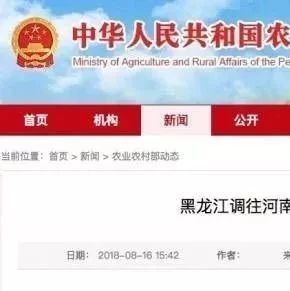 中华人民共和国农
Ministry of Agriculture and Rural Affairs of the Pe
首页 机构 新闻 公开
当前位置：首页 > 新闻 > 农业农村部动态
黑龙江调往河南
日期：2018-08-16 15:42 作者： 来